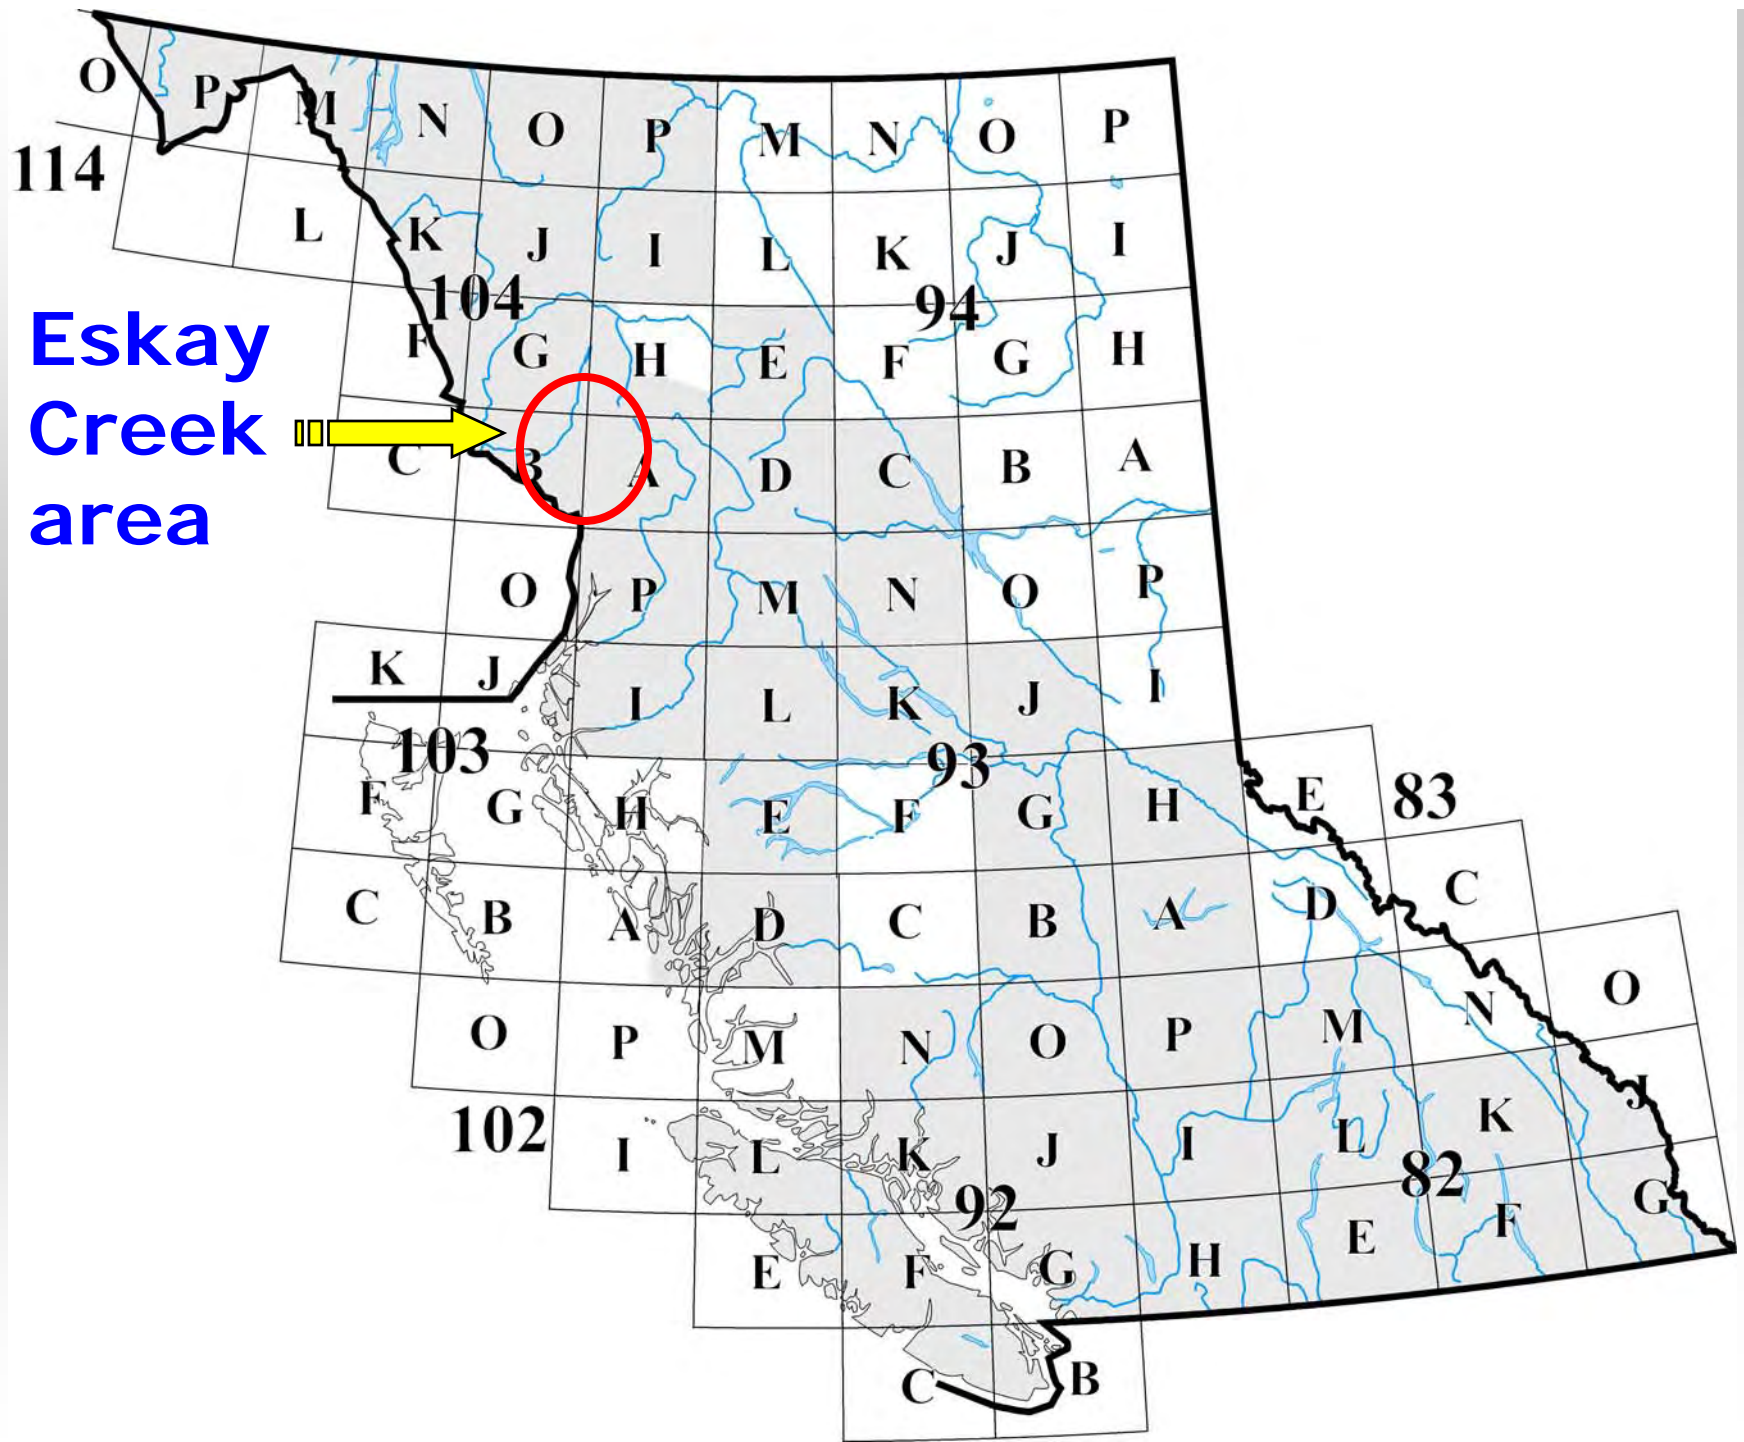 O P M N O P M N O P
114
L K J I L K J I
104 94
Eskay
F G H E F G H
Creek
C B A D C B A
area
O P M N O P
K J I L K J I
103 93
F G H E F G H E 83
C B A D C B A D C
O P M N O P M N O
102
I L K J I L K J
92 82
E F G H E F G
C B